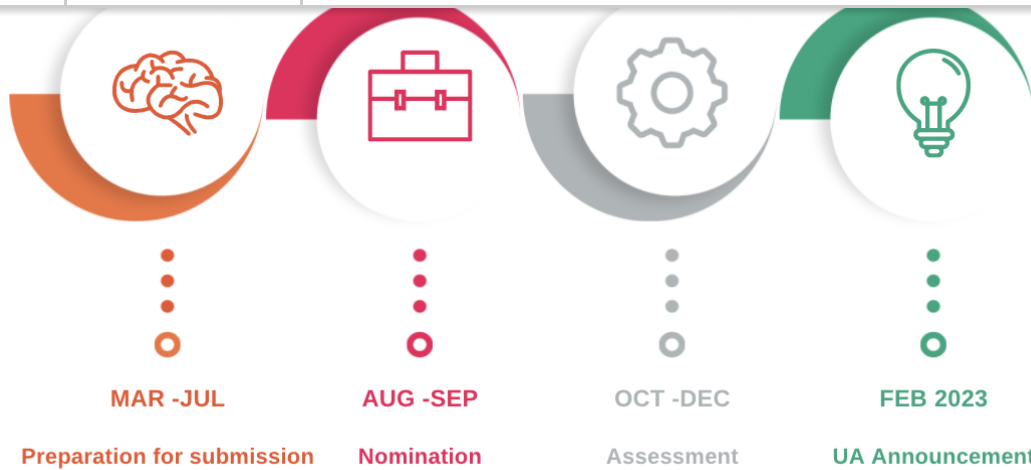 MAR -JUL
AUG -SEP
OCT -DEC
FEB 2023
Preparation for submission
Nomination
Assessment
UA Announcement